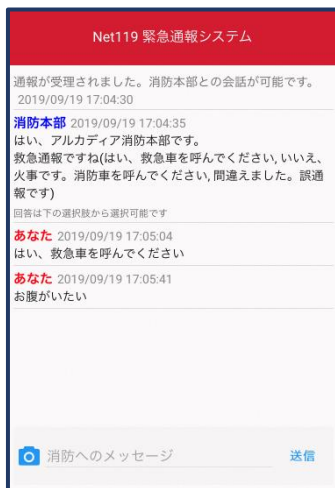 Net119 緊急通報システム
通報が受理されました。消防本部との会話が可能です。
2019/09/19 17:04:30
消防本部 2019/09/19 17:04:35
はい、アルカディア消防本部です。
救急通報ですね(はい、救急車を呼んでください, いいえ、
火事です。消防車を呼んでください, 間違えました。誤通
報です)
回答は下の選択肢から選択可能です
あなた 2019/09/19 17:05:04
はい、救急車を呼んでください
あなた 2019/09/19 17:05:41
お腹がいたい
消防へのメッセージ 送信